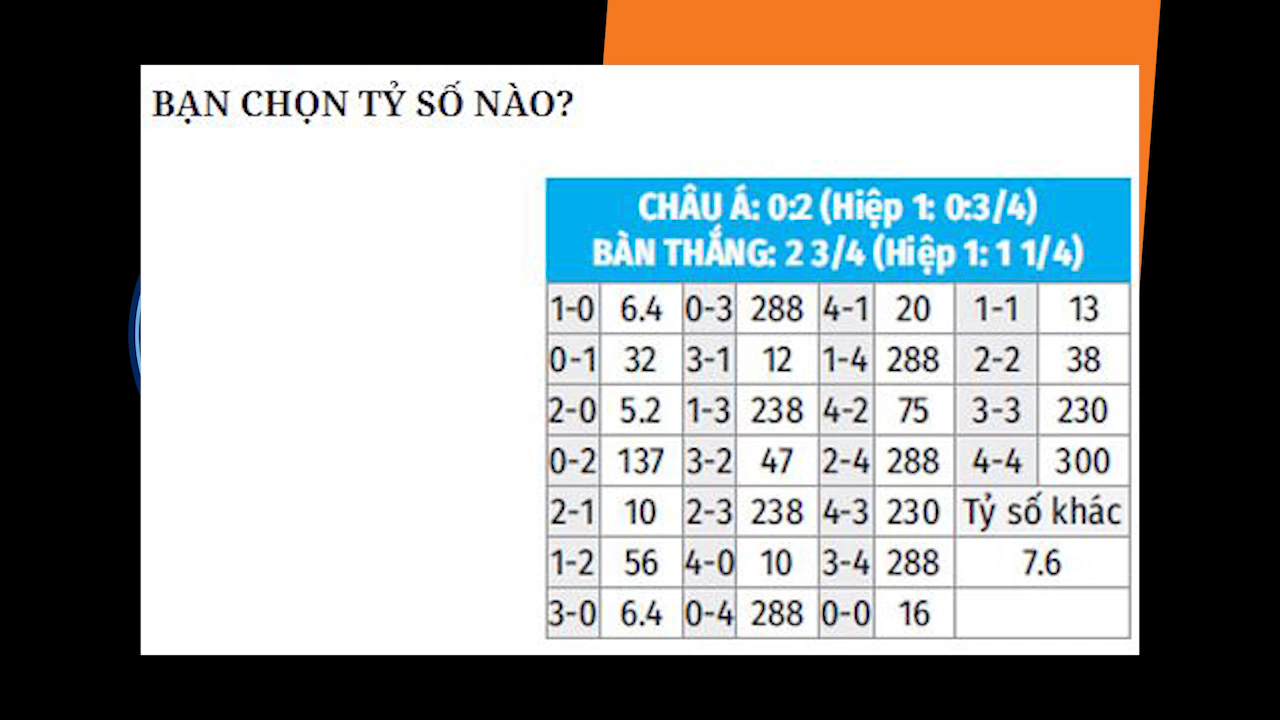 BẠN CHỌN TỶ SỐ NÀO?
CHÂU Á: 0:2 (Hiệp 1: 0:3/4)
BÀN THẮNG: 2 3/4 (Hiệp 1: 1 1/4)
1-0 6.4 0-3 288 4-1 20 1-1 13
0-1 32 3-1 12 1-4 288 2-2 38
2-0 5.2 1-3 238 4-2 75 3-3 230
0-2 137 3-2 47 2-4 288 4-4 300
2-1 10 2-3 238 4-3 230 Tỷ số khác
1-2 56 4-0 10 3-4 288 7.6
3-0 6.4 0-4 288 0-0 16